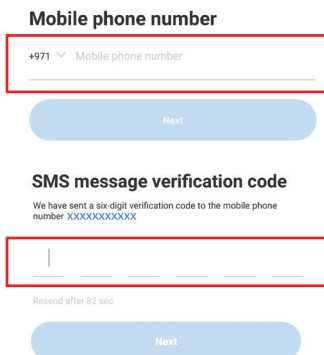 Mobile phone number
+971 Mobile phone number
Next
SMS message verification code
We have sent a six-digit verification code to the mobile phone
number XXXXXXXXXXX
Resend after 82 sec
Next